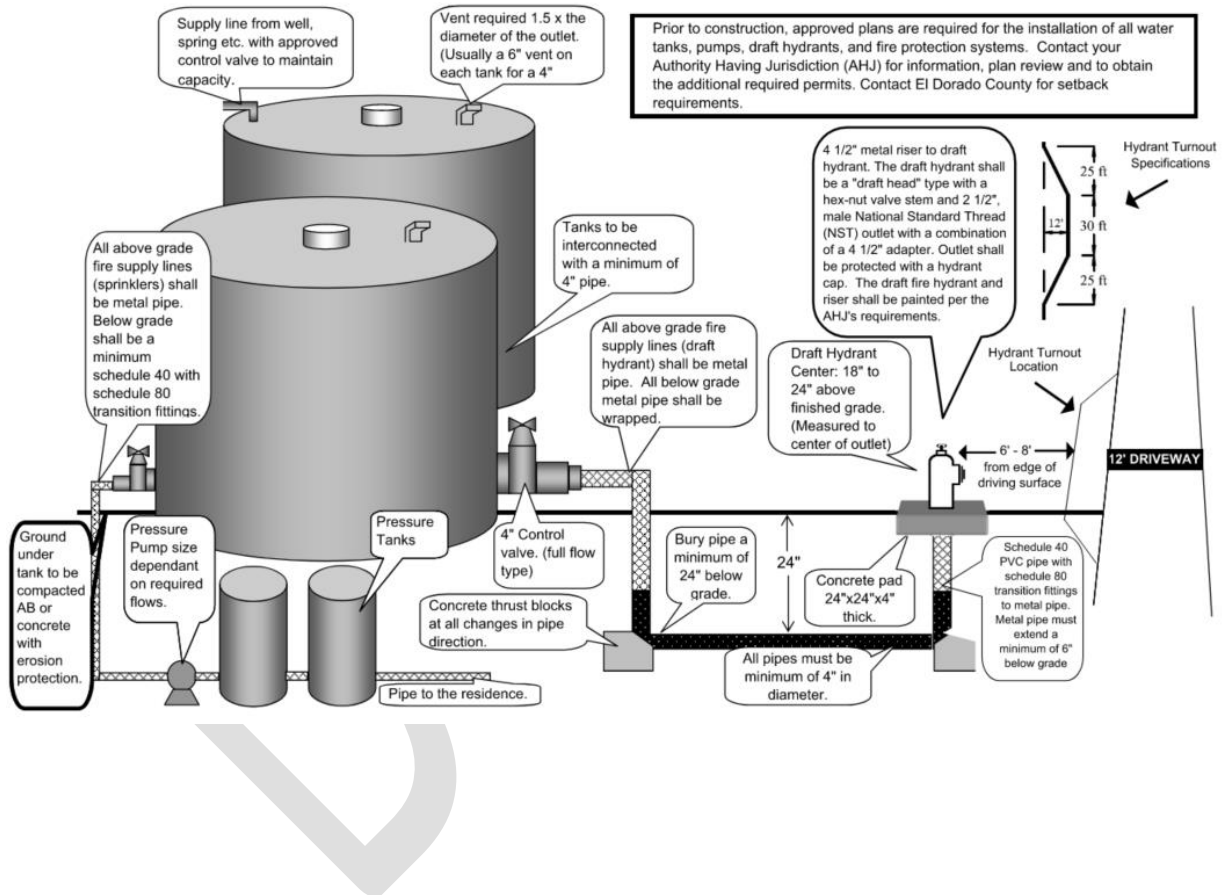 Supply line from well,
spring etc. with approved
control valve to maintain
capacity.
Vent required 1.5 x the
diameter of the outlet.
(Usually a 6" vent on
each tank for a 4"
Prior to construction, approved plans are required for the installation of all water
tanks, pumps, draft hydrants, and fire protection systems. Contact your
Authority Having Jurisdiction (AHJ) for information, plan review and to obtain
the additional required permits. Contact El Dorado County for setback
requirements.
4 1/2" metal riser to draft
hydrant. The draft hydrant shall
be a "draft head" type with a
hex-nut valve stem and 2 1/2",
male National Standard Thread
(NST) outlet with a combination
of a 4 1/2" adapter. Outlet shall
be protected with a hydrant
cap. The draft fire hydrant and
riser shall be painted per the
AHJ's requirements.
Hydrant Turnout
Specifications
25 ft
12'
30 ft
25 ft
All above grade
fire supply lines
(sprinklers) shall
be metal pipe.
Below grade
shall be a
minimum
schedule 40 with
schedule 80
transition fittings.
Tanks to be
interconnected
with a minimum of
4" pipe.
All above grade fire
supply lines (draft
hydrant) shall be metal
pipe. All below grade
metal pipe shall be
wrapped.
Draft Hydrant
Center: 18" to
24" above
finished grade.
(Measured to
center of outlet)
Hydrant Turnout
Location
6' - 8'
from edge of
driving surface
12' DRIVEWAY
Ground
under
tank to be
compacted
AB or
concrete
with
erosion
protection.
Pressure
Pump size
dependant
on required
flows.
Pressure
Tanks
4" Control
valve. (full flow
type)
Bury pipe a
minimum of
24" below
grade.
24"
Concrete pad
24"x24"x4"
thick.
Schedule 40
PVC pipe with
schedule 80
transition fittings
to metal pipe.
Metal pipe must
extend a
minimum of 6"
below grade
Concrete thrust blocks
at all changes in pipe
direction.
All pipes must be
minimum of 4" in
diameter.
Pipe to the residence.